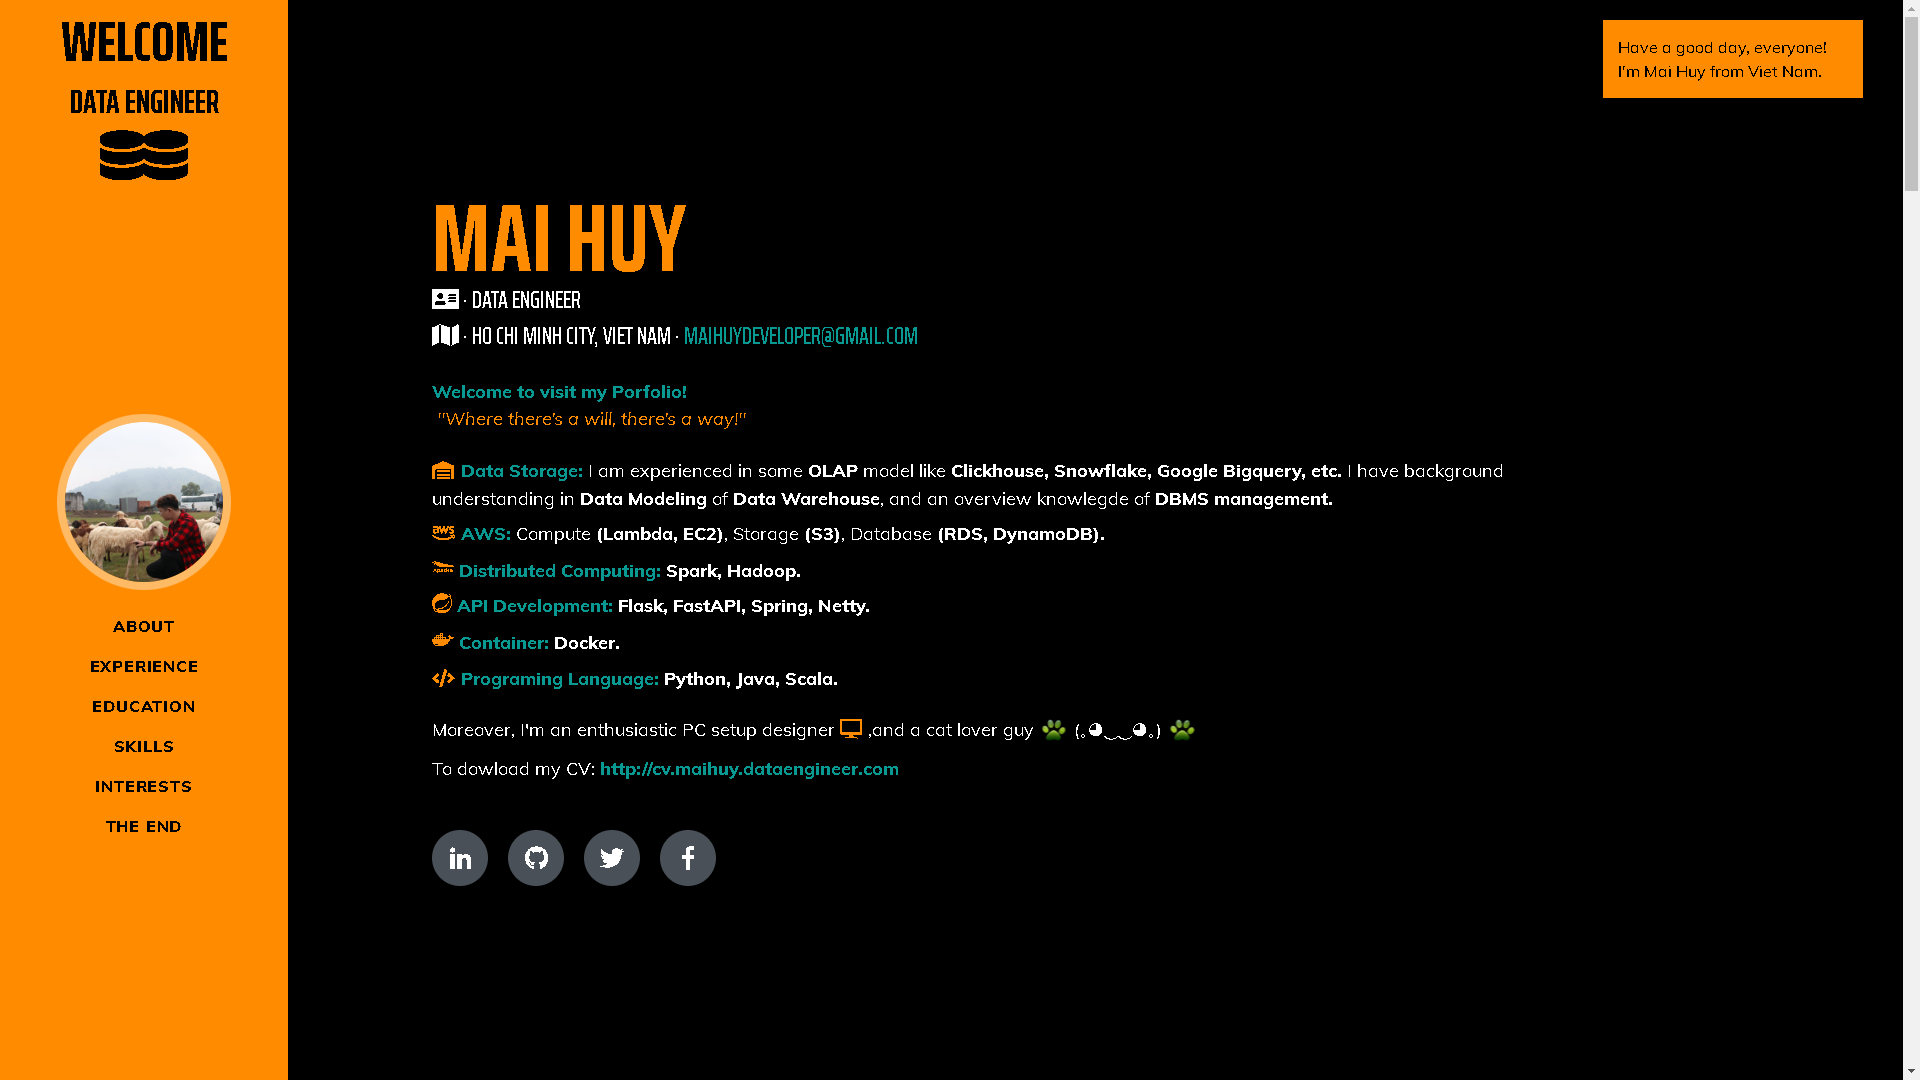 WELCOME
DATA ENGINEER
ABOUT
EXPERIENCE
EDUCATION
SKILLS
INTERESTS
THE END
Have a good day, everyone!
I'm Mai Huy from Viet Nam.
MAI HUY
· DATA ENGINEER
· HO CHI MINH CITY, VIET NAM · MAIHUYDEVELOPER@GMAIL.COM
Welcome to visit my Porfolio!
"Where there's a will, there's a way!"
Data Storage: I am experienced in some OLAP model like Clickhouse, Snowflake, Google Bigquery, etc. I have background
understanding in Data Modeling of Data Warehouse, and an overview knowlegde of DBMS management.
aws AWS: Compute (Lambda, EC2), Storage (S3), Database (RDS, DynamoDB).
Distributed Computing: Spark, Hadoop.
API Development: Flask, FastAPI, Spring, Netty.
Container: Docker.
Programing Language: Python, Java, Scala.
Moreover, I'm an enthusiastic PC setup designer ,and a cat lover guy 🐾 (｡◕‿‿◕｡) 🐾
To dowload my CV: http://cv.maihuy.dataengineer.com